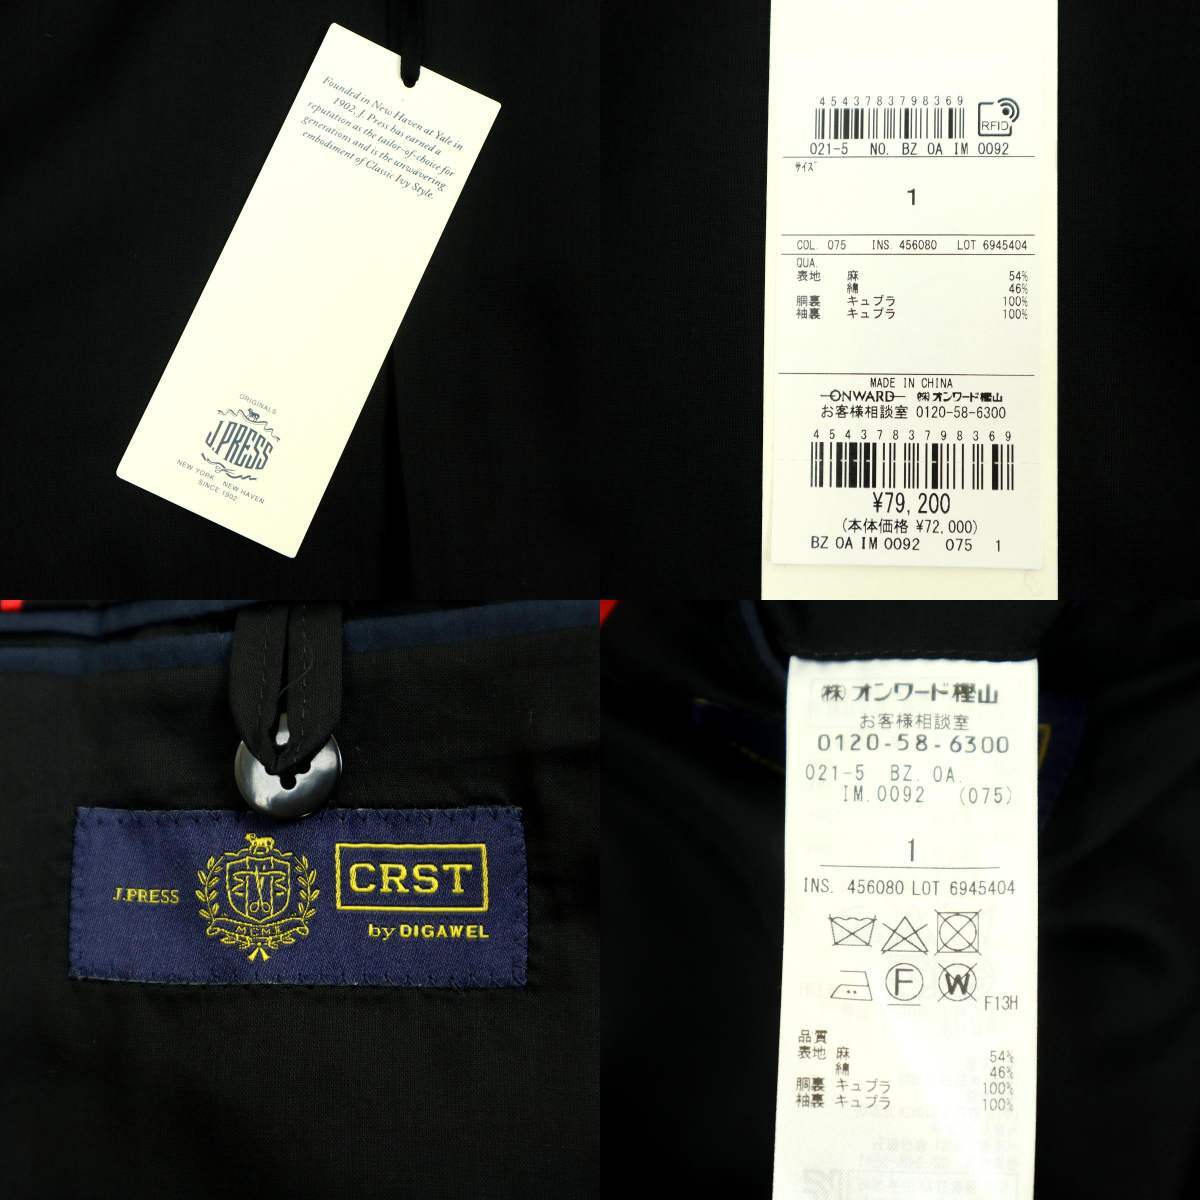 Founded in New Haven at Yale in
1902, J. Press has earned a
reputation as the tailor-of-choice for
generations and is the unwavering
embodiment of Classic Ivy Style.
ORIGINALS
J.PRESS
NEW YORK NEW HAVEN
SINCE 1902
4543783798369
RFID
021-5 NO. BZ OA IM 0092
サイズ
1
COL. 075 INS. 456080 LOT 6945404
QUA.
表地 麻 54%
綿 46%
胴裏 キュプラ 100%
袖裏 キュプラ 100%
MADE IN CHINA
ONWARD ㈱オンワード樫山
お客様相談室 0120-58-6300
4543783798369
¥79,200
(本体価格 ¥72,000)
BZ OA IM 0092 075 1
J.PRESS
MCMII
CRST
by DIGAWEL
㈱オンワード樫山
お客様相談室
0120-58-6300
021-5 BZ. OA.
IM. 0092 (075)
1
INS. 456080 LOT 6945404
F W
F13H
品質
表地 麻 54%
綿 46%
胴裏 キュプラ 100%
袖裏 キュプラ 100%